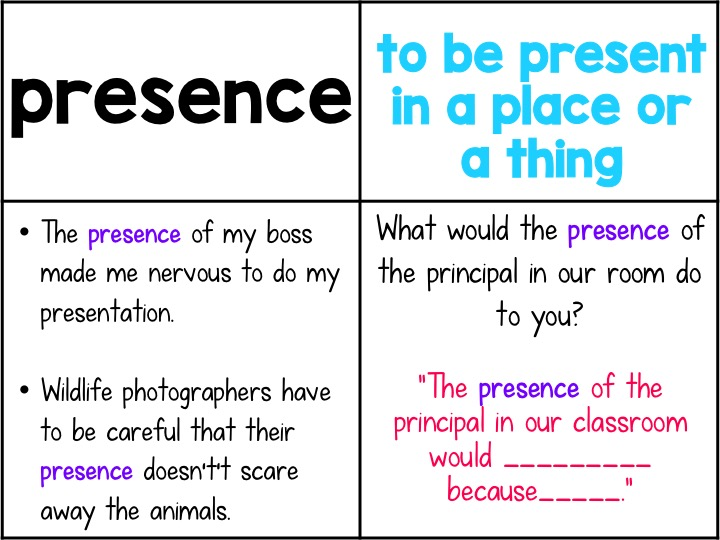 presence
to be present
in a place or
a thing
• The presence of my boss
made me nervous to do my
presentation.
• Wildlife photographers have
to be careful that their
presence doesn't't scare
away the animals.
What would the presence of
the principal in our room do
to you?
"The presence of the
principal in our classroom
would _________
because_____."